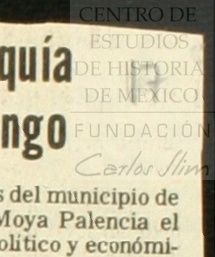 CENTRO DE
ESTUDIOS
DE HISTORIA
DE MÉXICO
FUNDACIÓN
Carlos Slim
quía
ngo
s del municipio de
Moya Palencia el
olítico y económi-